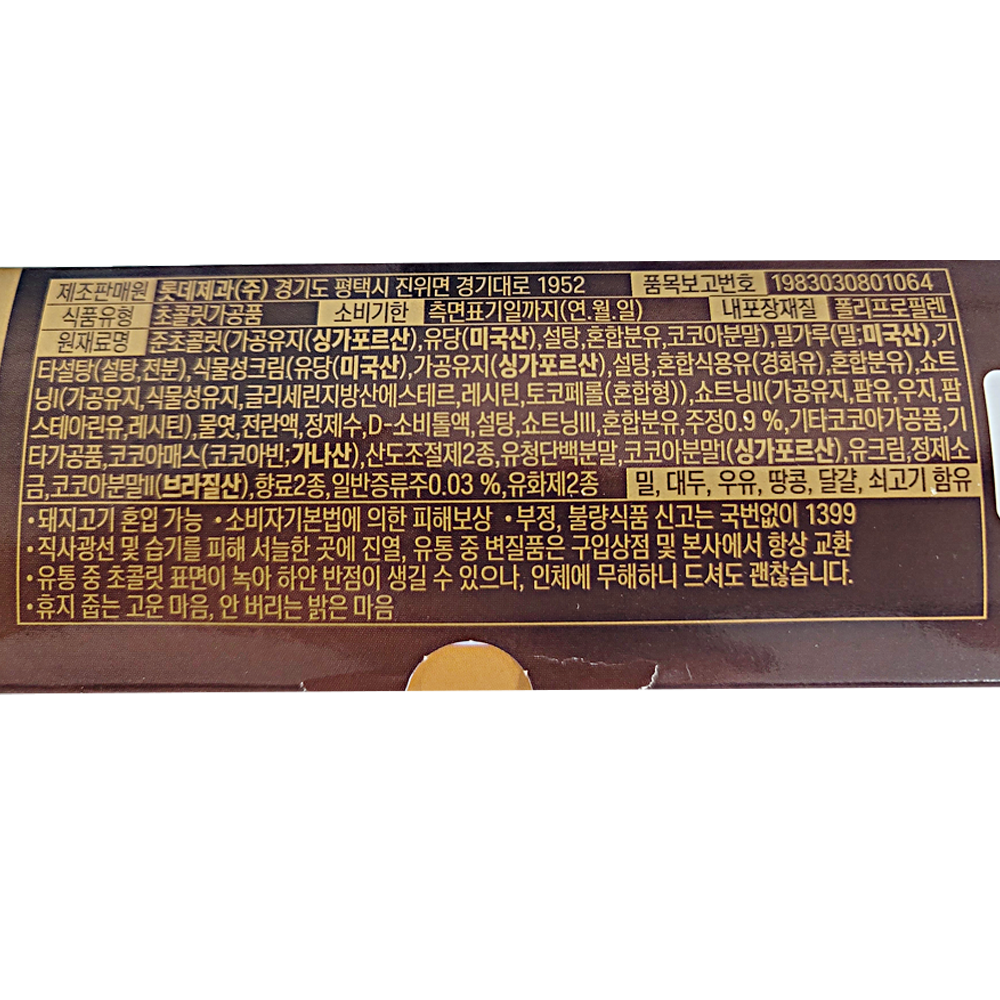 제조판매원 롯데제과(주) 경기도 평택시 진위면 경기대로 1952 품목보고번호 1983030801064
식품유형 초콜릿가공품 소비기한 측면표기일까지(연.월.일) 내포장재질 폴리프로필렌
원재료명 준초콜릿(가공유지(싱가포르산),유당(미국산),설탕,혼합분유,코코아분말),밀가루(밀;미국산),기
타설탕(설탕,전분),식물성크림(유당(미국산),가공유지(싱가포르산),설탕,혼합식용유(경화유),혼합분유),쇼트
닝I(가공유지,식물성유지,글리세린지방산에스테르,레시틴,토코페롤(혼합형)),쇼트닝II(가공유지,팜유,우지,팜
스테아린유,레시틴),물엿,전란액,정제수,D-소비톨액,설탕,쇼트닝III,혼합분유,주정0.9 %,기타코코아가공품,기
타가공품,코코아매스(코코아빈;가나산),산도조절제2종,유청단백분말,코코아분말I(싱가포르산),유크림,정제소
금,코코아분말II(브라질산),향료2종,일반증류주0.03 %,유화제2종 밀, 대두, 우유, 땅콩, 달걀, 쇠고기 함유
•돼지고기 혼입 가능 •소비자기본법에 의한 피해보상 •부정, 불량식품 신고는 국번없이 1399
•직사광선 및 습기를 피해 서늘한 곳에 진열, 유통 중 변질품은 구입상점 및 본사에서 항상 교환
•유통 중 초콜릿 표면이 녹아 하얀 반점이 생길 수 있으나, 인체에 무해하니 드셔도 괜찮습니다.
•휴지 줍는 고운 마음, 안 버리는 밝은 마음